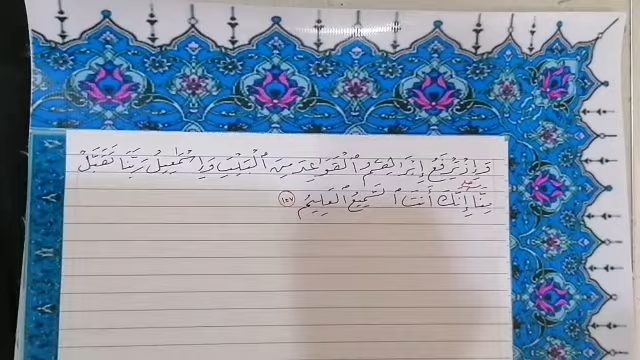 وَإِذْ يَرْفَعُ إِبْرَٰهِـۧمُ ٱلْقَوَاعِدَ مِنَ ٱلْبَيْتِ وَإِسْمَٰعِيلُ رَبَّنَا تَقَبَّلْ
مِنَّا إِنَّكَ أَنتَ ٱلسَّمِيعُ ٱلْعَلِيمُ ١٢٧